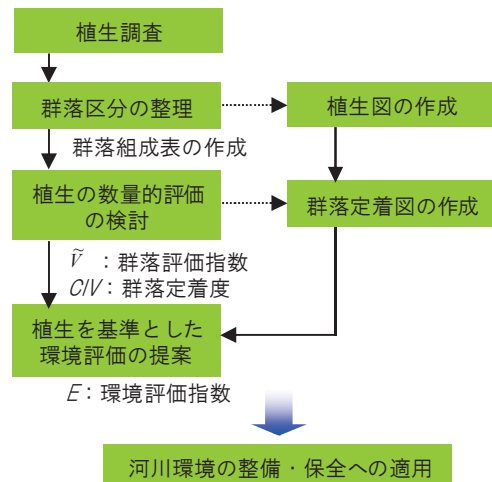 植生調査
群落区分の整理
植生図の作成
群落組成表の作成
植生の数量的評価
の検討
群落定着図の作成
Ṽ ：群落評価指数
CIV：群落定着度
植生を基準とした
環境評価の提案
E：環境評価指数
河川環境の整備・保全への適用